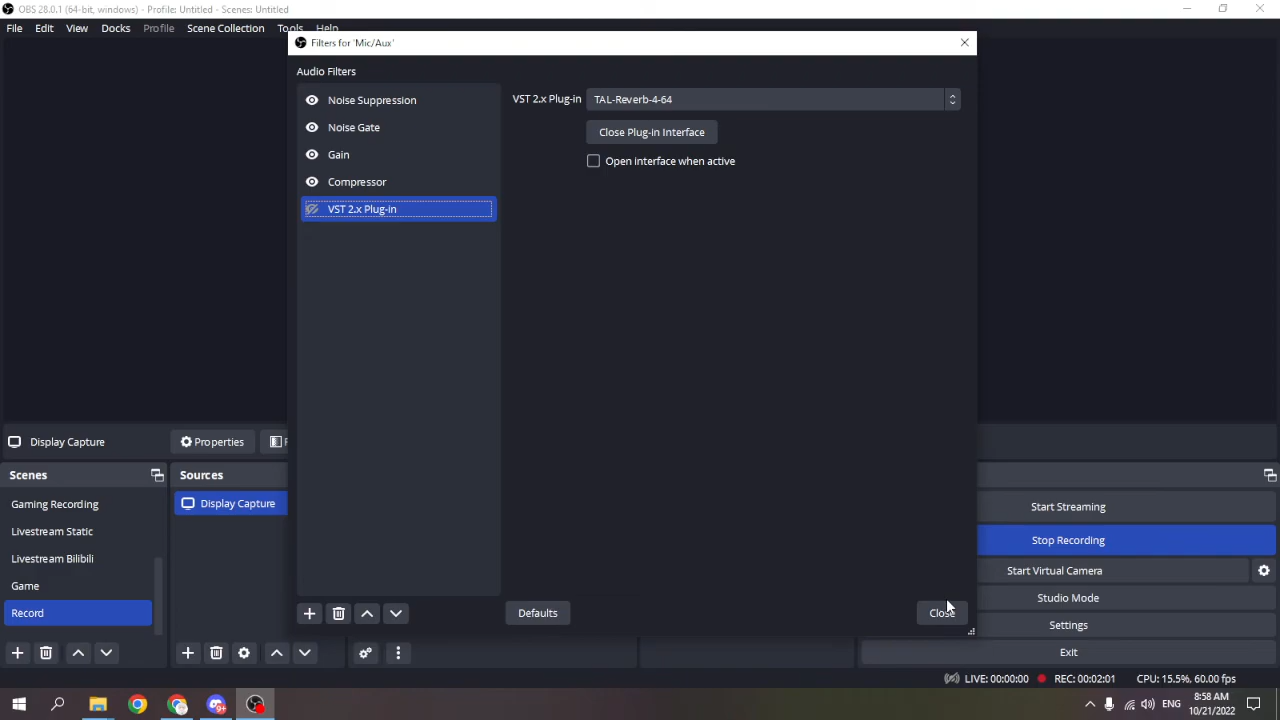 OBS 28.0.1 (64-bit, windows) - Profile: Untitled - Scenes: Untitled
File Edit View Docks Profile Scene Collection Tools Help
Filters for 'Mic/Aux'
Audio Filters
Noise Suppression
Noise Gate
Gain
Compressor
VST 2.x Plug-in
VST 2.x Plug-in TAL-Reverb-4-64
Close Plug-in Interface
Open interface when active
Defaults
Close
Display Capture
Properties
Scenes
Gaming Recording
Livestream Static
Livestream Bilibili
Game
Record
Sources
Display Capture
Start Streaming
Stop Recording
Start Virtual Camera
Studio Mode
Settings
Exit
LIVE: 00:00:00 REC: 00:02:01 CPU: 15.5%, 60.00 fps
ENG
8:58 AM
10/21/2022